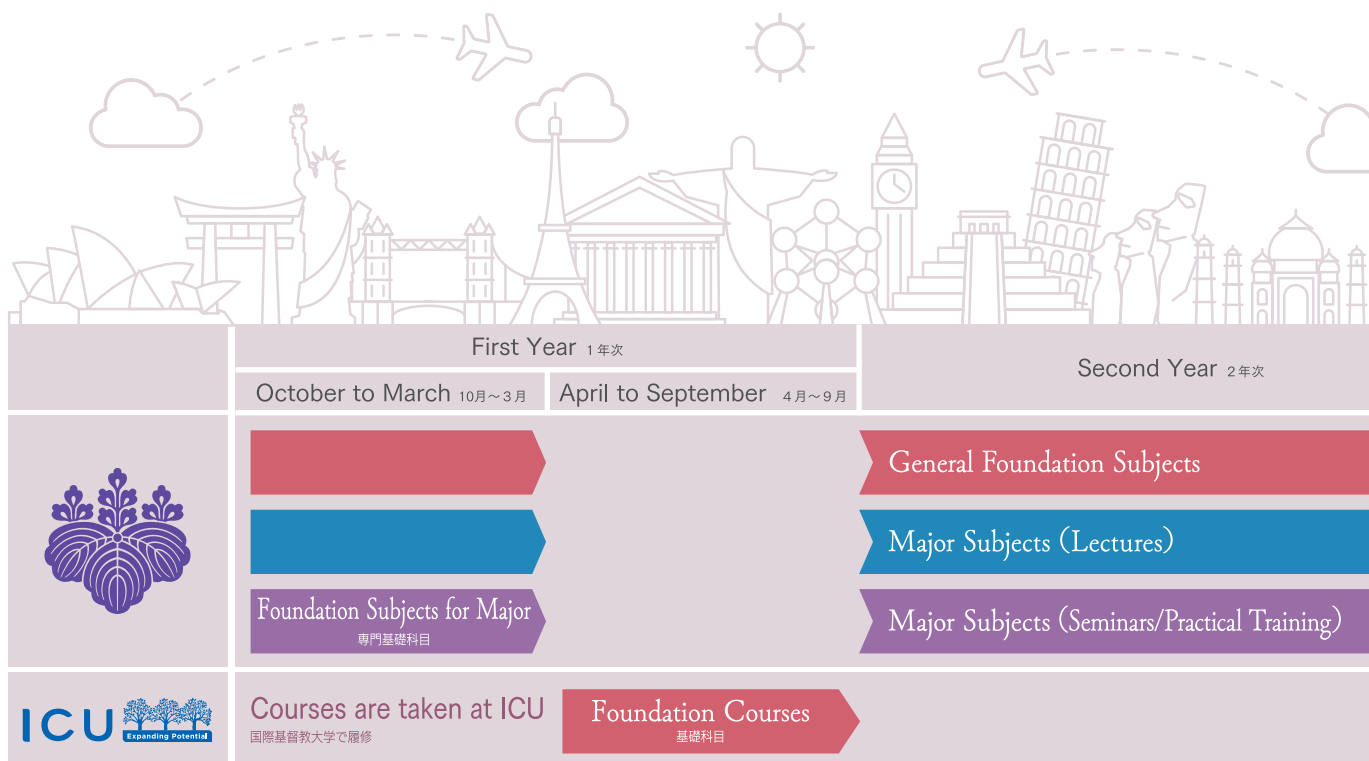 First Year 1年次
Second Year 2年次
October to March 10月～3月
April to September 4月～9月
General Foundation Subjects
Major Subjects (Lectures)
Foundation Subjects for Major
専門基礎科目
Major Subjects (Seminars/Practical Training)
ICU
Expanding Potential
Courses are taken at ICU
国際基督教大学で履修
Foundation Courses
基礎科目